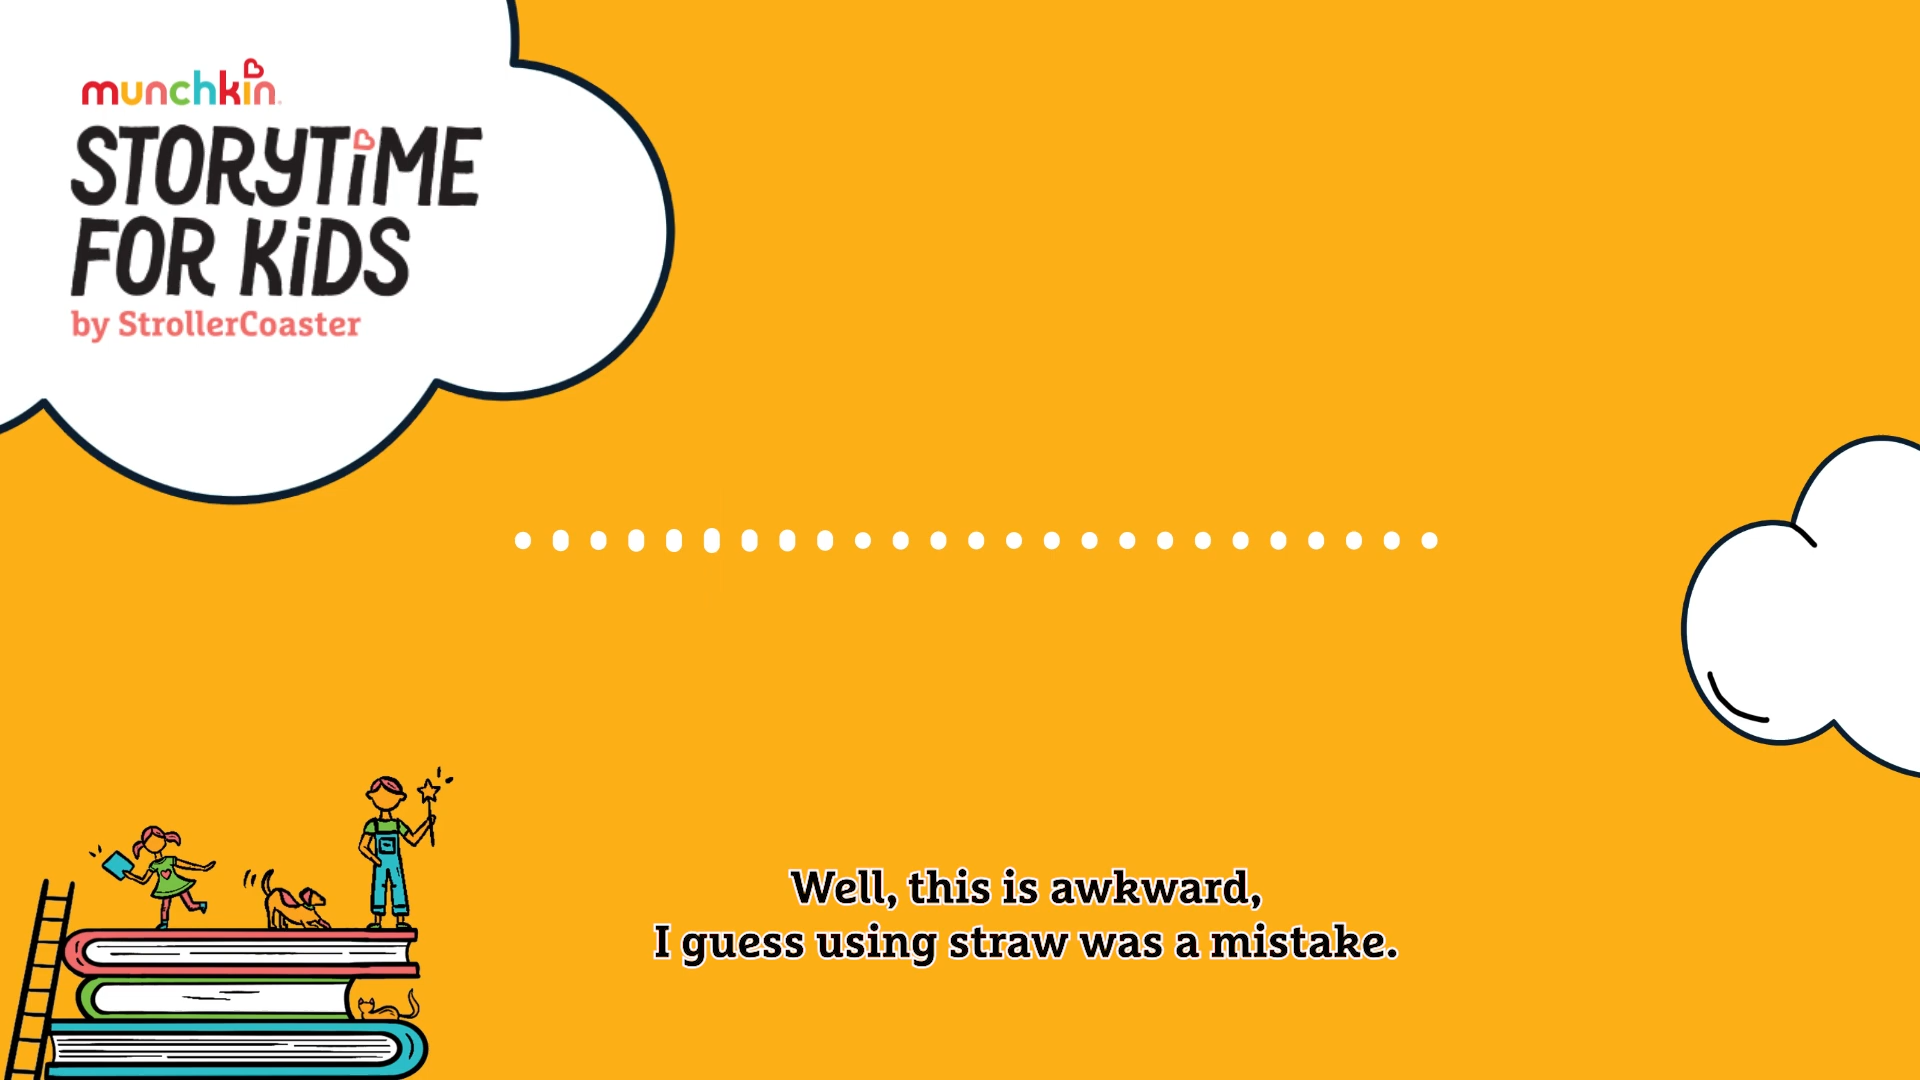 munchkin
STORYTiME
FOR KiDS
by StrollerCoaster
Well, this is awkward,
I guess using straw was a mistake.